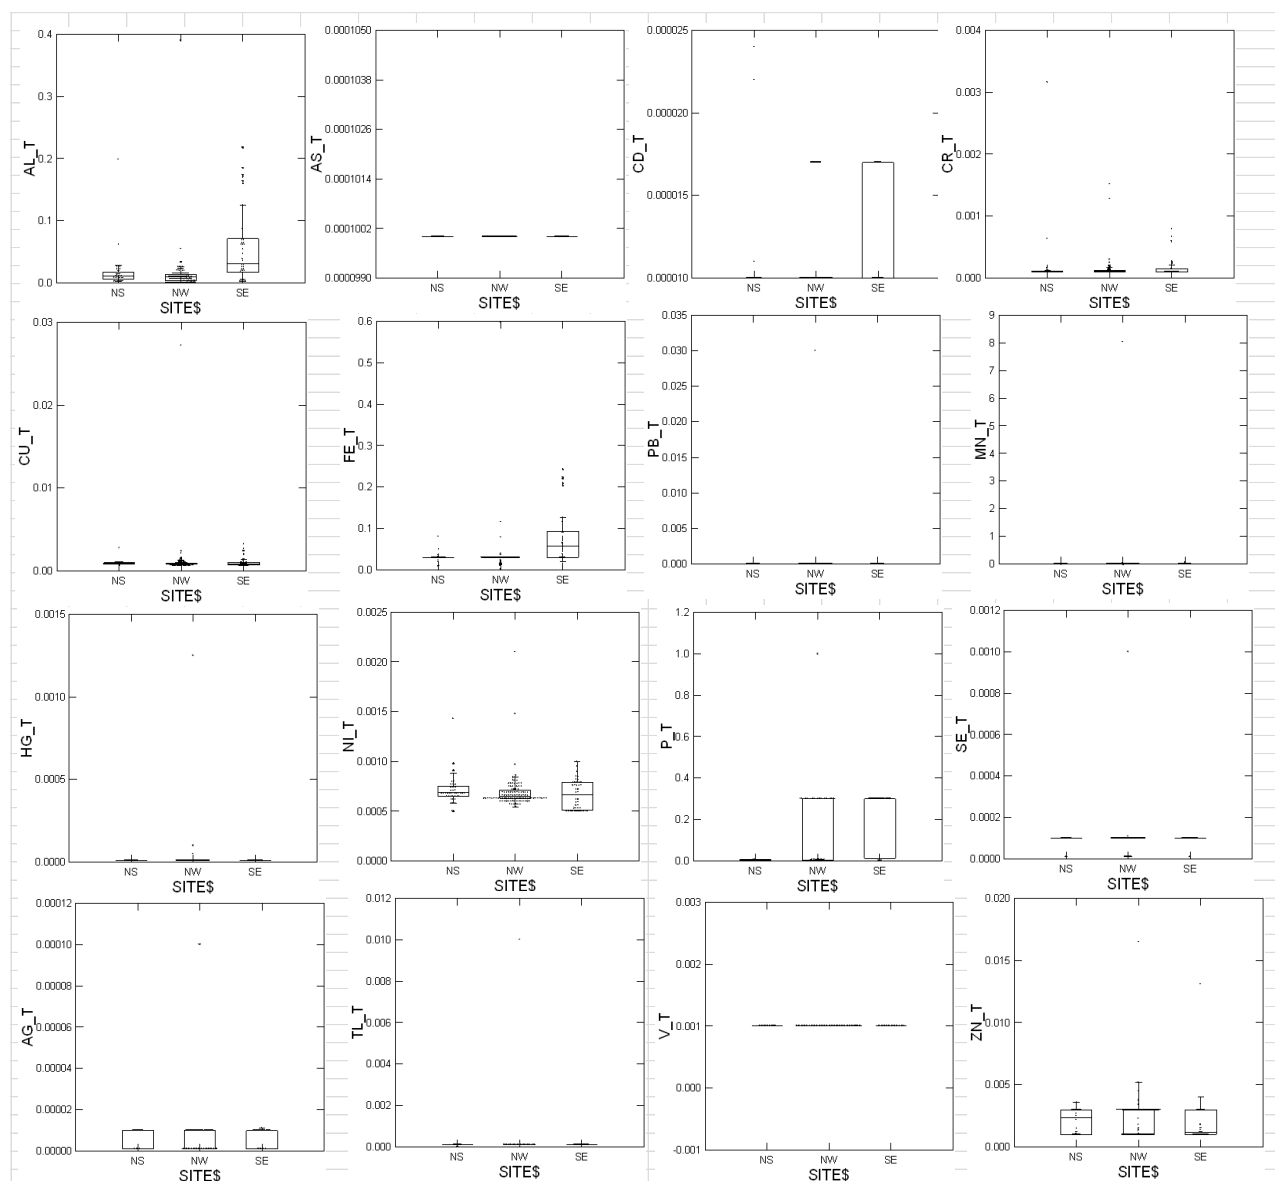 AL_T
0.4
0.3
0.2
0.1
0.0
NS NW SE
SITE$
AS_T
0.0001050
0.0001038
0.0001026
0.0001014
0.0001002
0.0000990
NS NW SE
SITE$
CD_T
0.000025
0.000020
0.000015
0.000010
NS NW SE
SITE$
CR_T
0.004
0.003
0.002
0.001
0.000
NS NW SE
SITE$
CU_T
0.03
0.02
0.01
0.00
NS NW SE
SITE$
FE_T
0.6
0.5
0.4
0.3
0.2
0.1
0.0
NS NW SE
SITE$
PB_T
0.035
0.030
0.025
0.020
0.015
0.010
0.005
0.000
NS NW SE
SITE$
MN_T
9
8
7
6
5
4
3
2
1
0
NS NW SE
SITE$
HG_T
0.0015
0.0010
0.0005
0.0000
NS NW SE
SITE$
NI_T
0.0025
0.0020
0.0015
0.0010
0.0005
0.0000
NS NW SE
SITE$
P_T
1.2
1.0
0.8
0.6
0.4
0.2
0.0
NS NW SE
SITE$
SE_T
0.0012
0.0010
0.0008
0.0006
0.0004
0.0002
0.0000
NS NW SE
SITE$
AG_T
0.00012
0.00010
0.00008
0.00006
0.00004
0.00002
0.00000
NS NW SE
SITE$
TL_T
0.012
0.010
0.008
0.006
0.004
0.002
0.000
NS NW SE
SITE$
V_T
0.003
0.002
0.001
0.000
-0.001
NS NW SE
SITE$
ZN_T
0.020
0.015
0.010
0.005
0.000
NS NW SE
SITE$